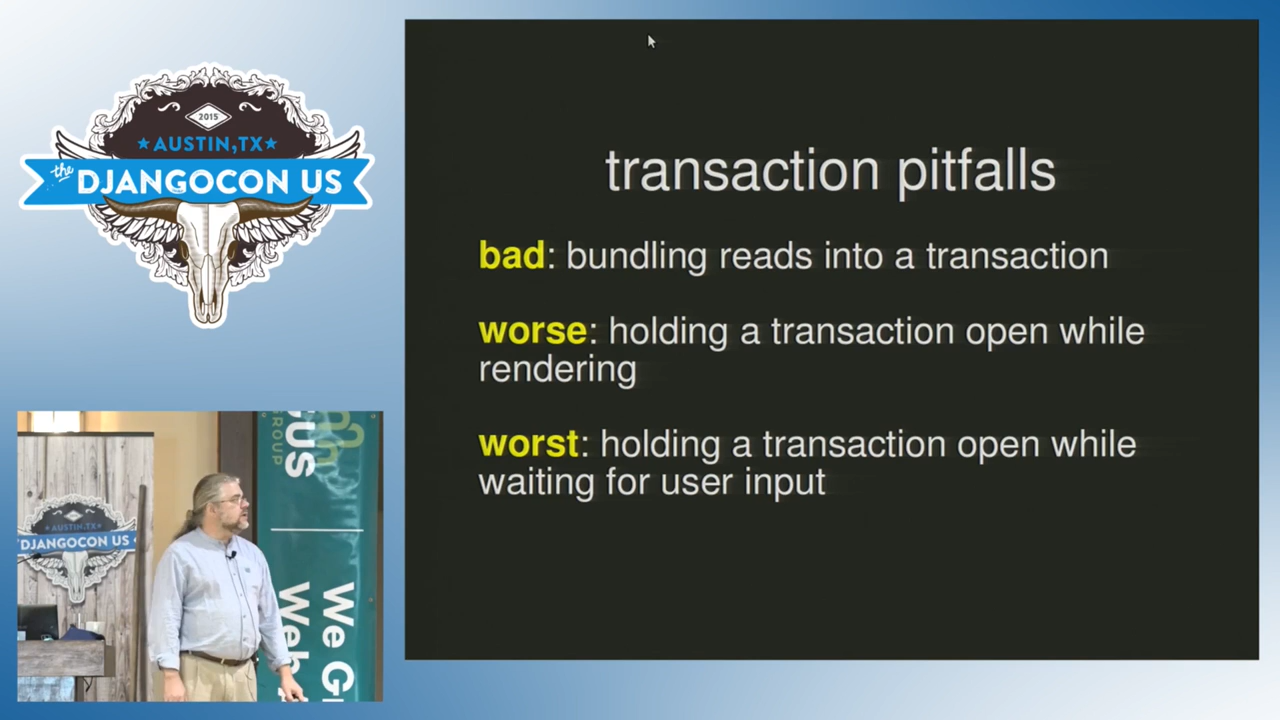 2015
AUSTIN,TX
the
DJANGOCON US
transaction pitfalls
bad: bundling reads into a transaction
worse: holding a transaction open while
rendering
worst: holding a transaction open while
waiting for user input
AUSTIN,TX
DJANGOCON US
GROUP
We G
Web